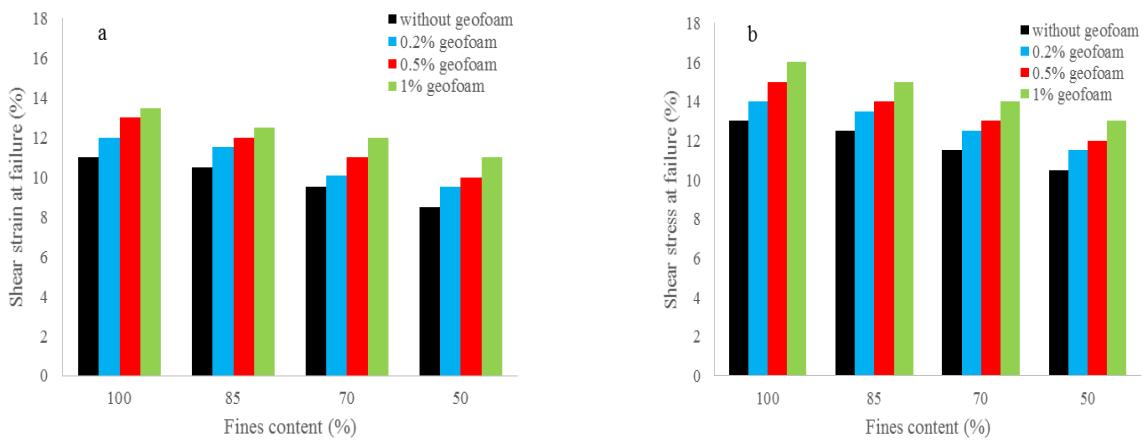 a
without geofoam
0.2% geofoam
0.5% geofoam
1% geofoam
Shear strain at failure (%)
18
16
14
12
10
8
6
4
2
0
100 85 70 50
Fines content (%)
b
without geofoam
0.2% geofoam
0.5% geofoam
1% geofoam
Shear stress at failure (%)
18
16
14
12
10
8
6
4
2
0
100 85 70 50
Fines content (%)